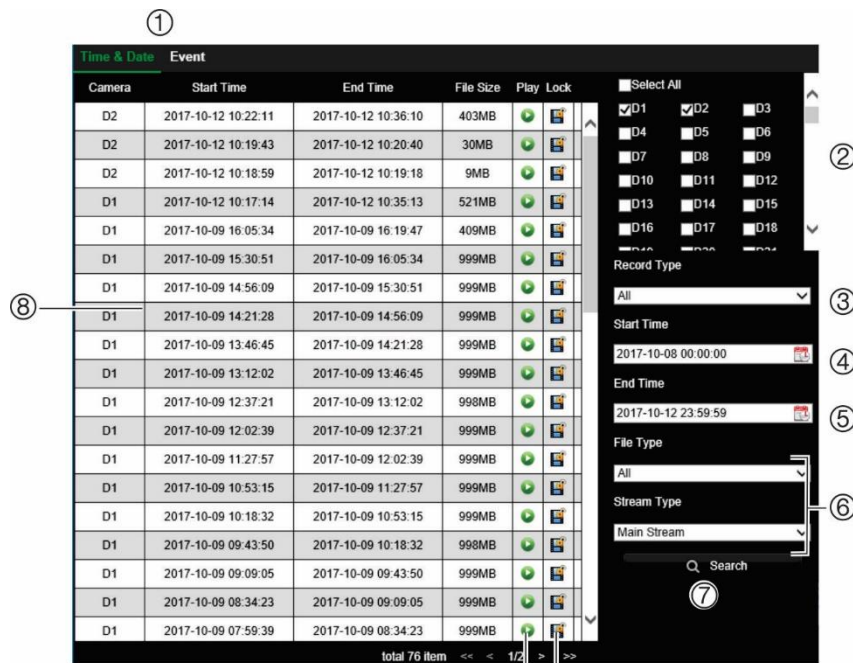 ①
Time & Date Event
Camera Start Time End Time File Size Play Lock
D2 2017-10-12 10:22:11 2017-10-12 10:36:10 403MB
D2 2017-10-12 10:19:43 2017-10-12 10:20:40 30MB
D2 2017-10-12 10:18:59 2017-10-12 10:19:18 9MB
D1 2017-10-12 10:17:14 2017-10-12 10:35:13 521MB
D1 2017-10-09 16:05:34 2017-10-09 16:19:47 409MB
D1 2017-10-09 15:30:51 2017-10-09 16:05:34 999MB
D1 2017-10-09 14:56:09 2017-10-09 15:30:51 999MB
⑧
D1 2017-10-09 14:21:28 2017-10-09 14:56:09 999MB
D1 2017-10-09 13:46:45 2017-10-09 14:21:28 999MB
D1 2017-10-09 13:12:02 2017-10-09 13:46:45 999MB
D1 2017-10-09 12:37:21 2017-10-09 13:12:02 998MB
D1 2017-10-09 12:02:39 2017-10-09 12:37:21 999MB
D1 2017-10-09 11:27:57 2017-10-09 12:02:39 999MB
D1 2017-10-09 10:53:15 2017-10-09 11:27:57 999MB
D1 2017-10-09 10:18:32 2017-10-09 10:53:15 999MB
D1 2017-10-09 09:43:50 2017-10-09 10:18:32 998MB
D1 2017-10-09 09:09:05 2017-10-09 09:43:50 999MB
D1 2017-10-09 08:34:23 2017-10-09 09:09:05 999MB
D1 2017-10-09 07:59:39 2017-10-09 08:34:23 999MB
total 76 item << < 1/2 > >>
Select All
D1 D2 D3
D4 D5 D6
D7 D8 D9
D10 D11 D12
D13 D14 D15
D16 D17 D18
②
Record Type
All
③
Start Time
2017-10-08 00:00:00
④
End Time
2017-10-12 23:59:59
⑤
File Type
All
Stream Type
⑥
Main Stream
Search
⑦